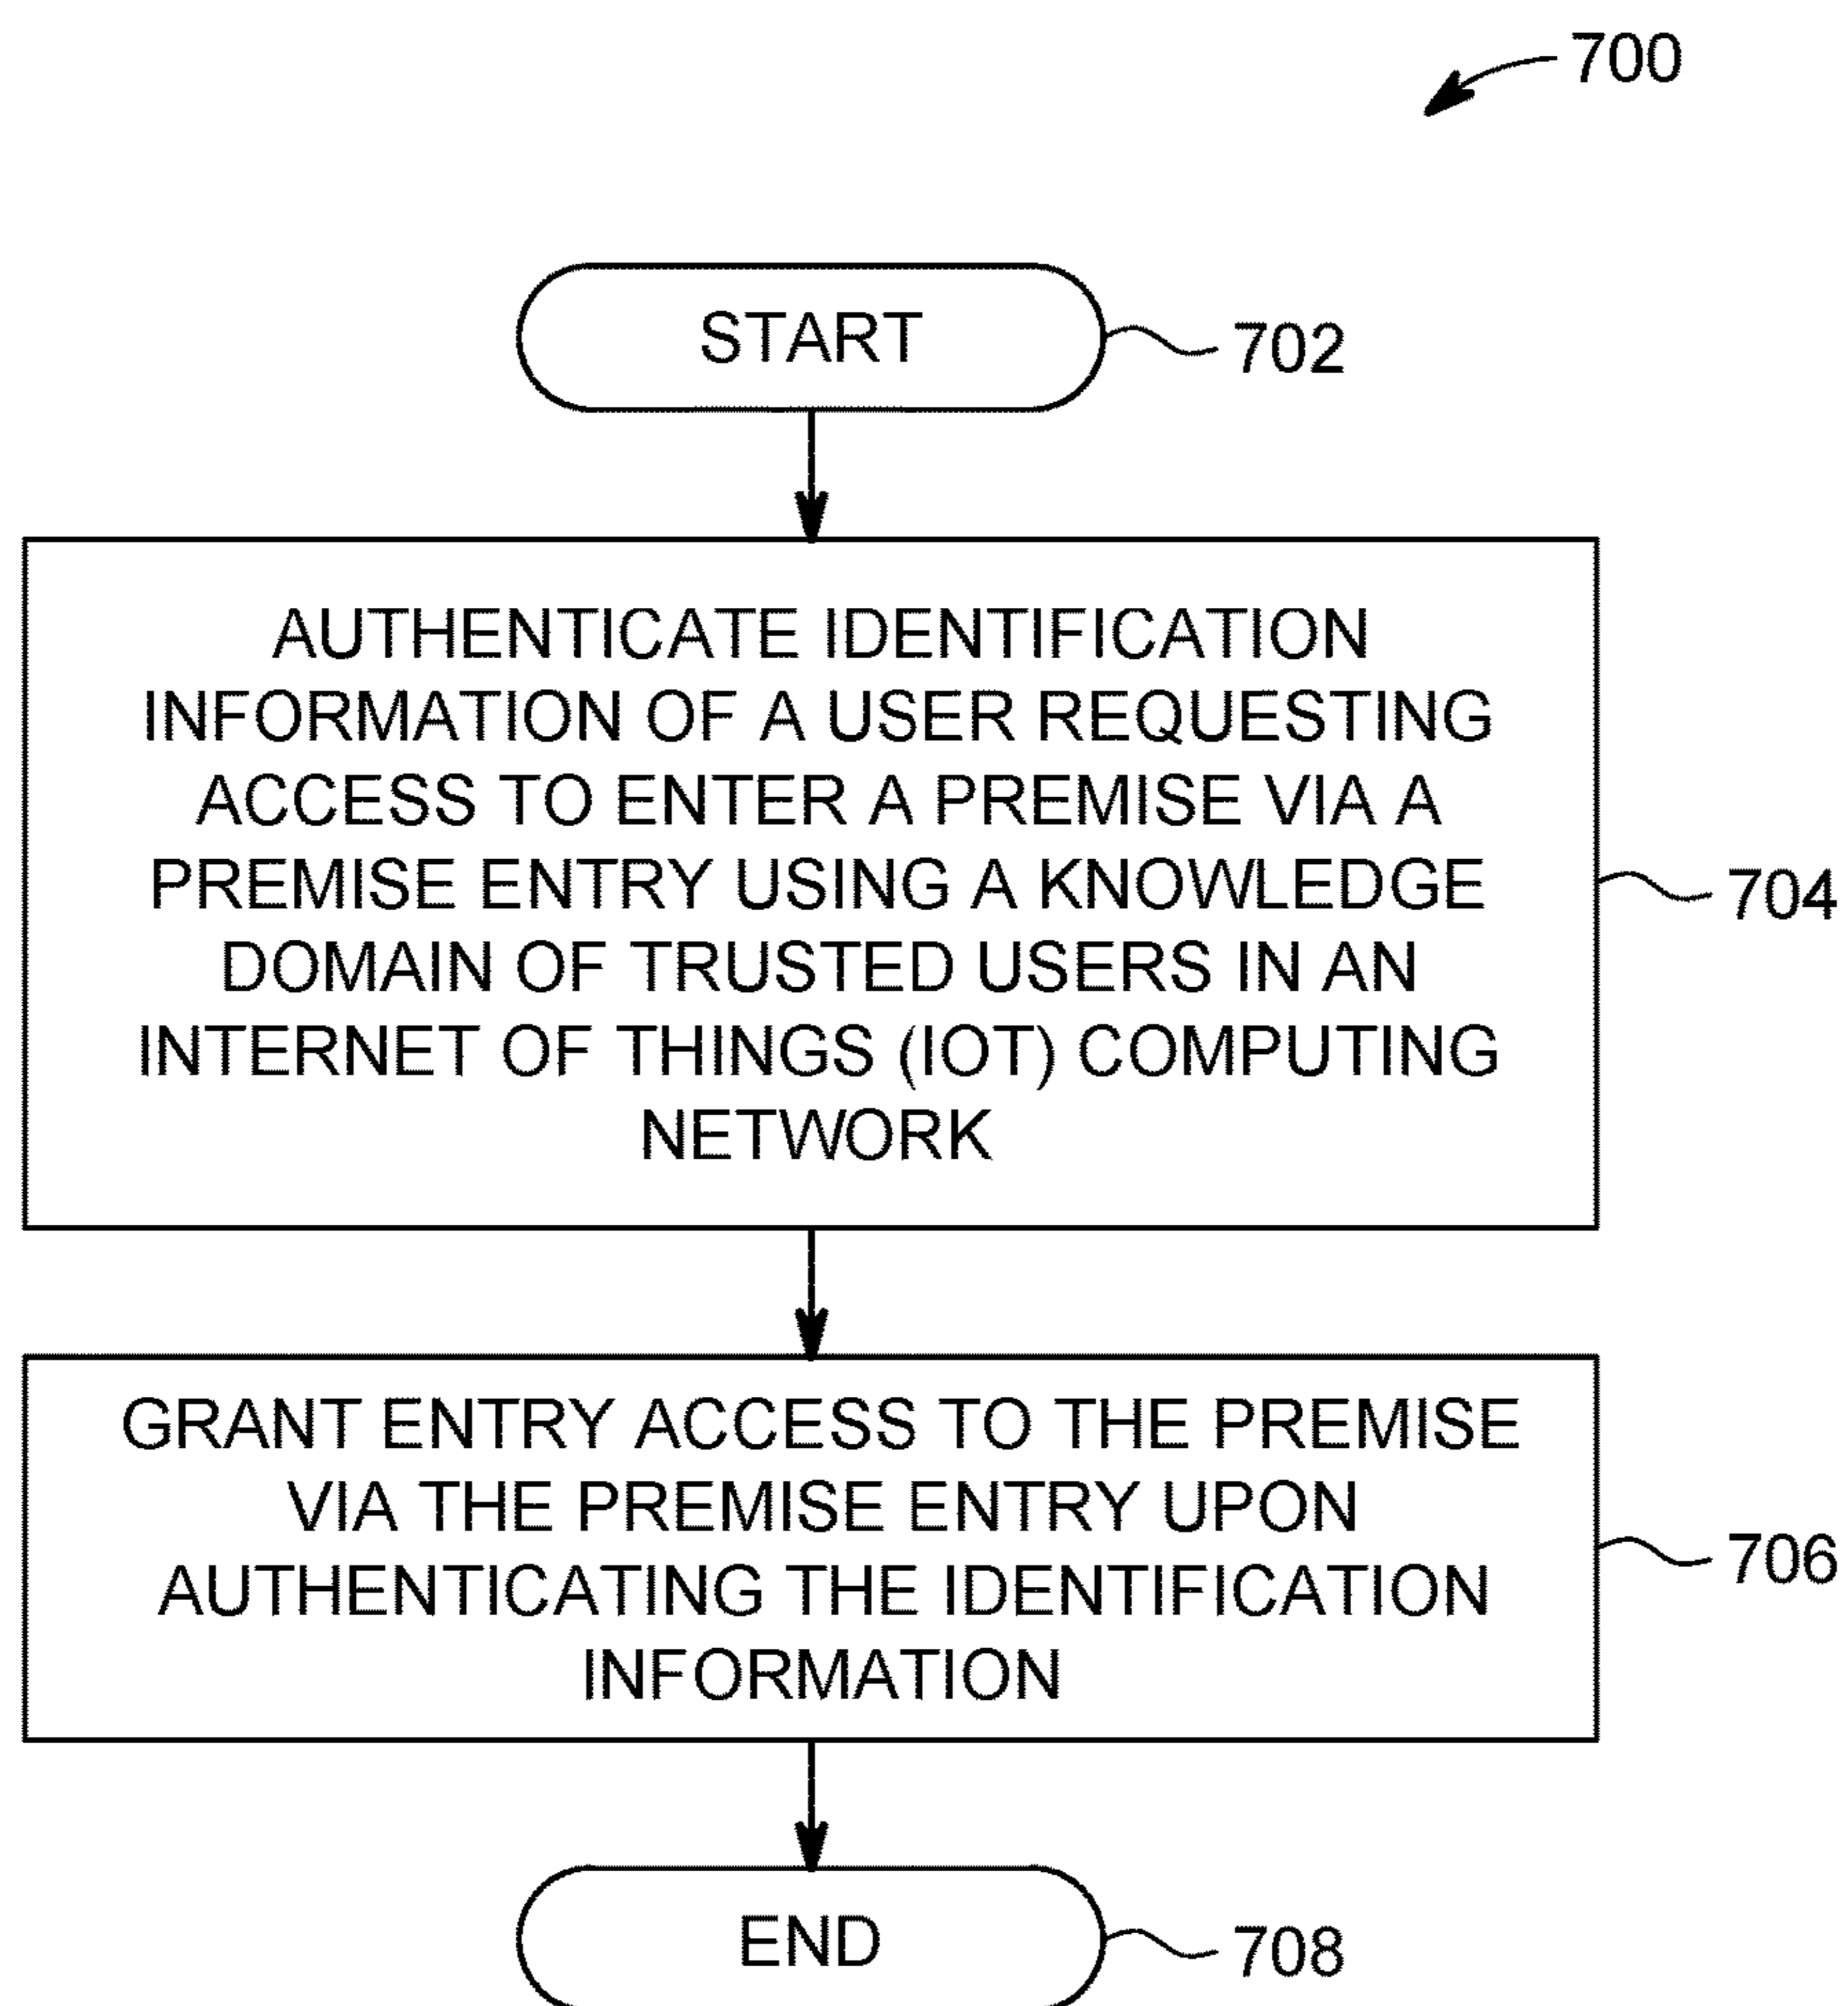 700
START
702
AUTHENTICATE IDENTIFICATION
INFORMATION OF A USER REQUESTING
ACCESS TO ENTER A PREMISE VIA A
PREMISE ENTRY USING A KNOWLEDGE
DOMAIN OF TRUSTED USERS IN AN
INTERNET OF THINGS (IOT) COMPUTING
NETWORK
704
GRANT ENTRY ACCESS TO THE PREMISE
VIA THE PREMISE ENTRY UPON
AUTHENTICATING THE IDENTIFICATION
INFORMATION
706
END
708